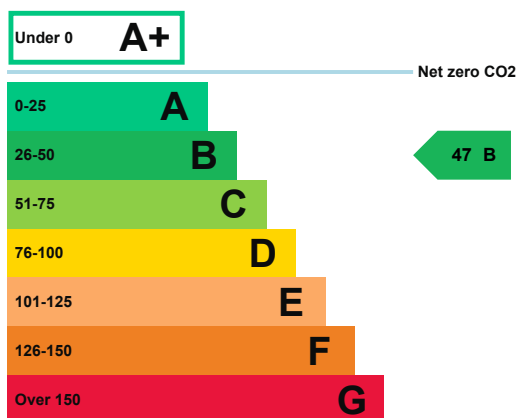 Under 0 A+
Net zero CO2
0-25 A
26-50 B
47 B
51-75 C
76-100 D
101-125 E
126-150 F
Over 150 G